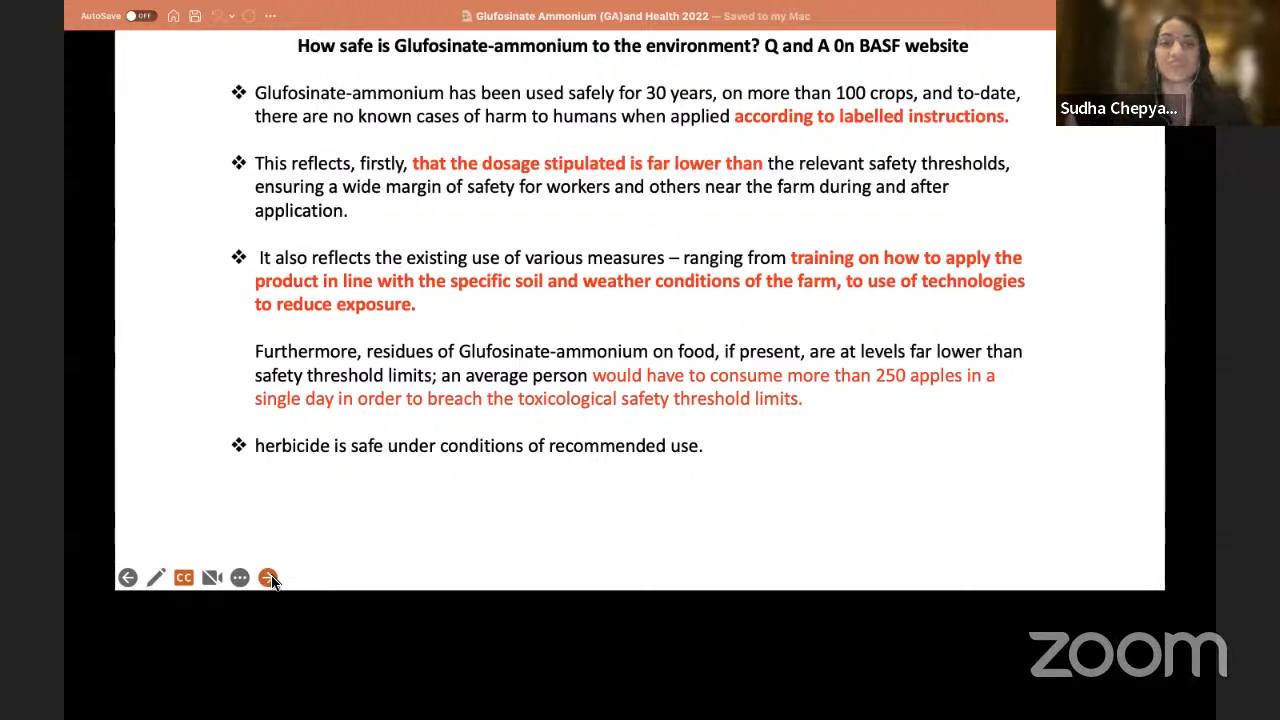 AutoSave OFF
Glufosinate Ammonium (GA)and Health 2022 — Saved to my Mac
How safe is Glufosinate-ammonium to the environment? Q and A 0n BASF website
❖ Glufosinate-ammonium has been used safely for 30 years, on more than 100 crops, and to-date,
there are no known cases of harm to humans when applied according to labelled instructions.
❖ This reflects, firstly, that the dosage stipulated is far lower than the relevant safety thresholds,
ensuring a wide margin of safety for workers and others near the farm during and after
application.
❖ It also reflects the existing use of various measures – ranging from training on how to apply the
product in line with the specific soil and weather conditions of the farm, to use of technologies
to reduce exposure.
Furthermore, residues of Glufosinate-ammonium on food, if present, are at levels far lower than
safety threshold limits; an average person would have to consume more than 250 apples in a
single day in order to breach the toxicological safety threshold limits.
❖ herbicide is safe under conditions of recommended use.
CC
Sudha Chepya...
zoom